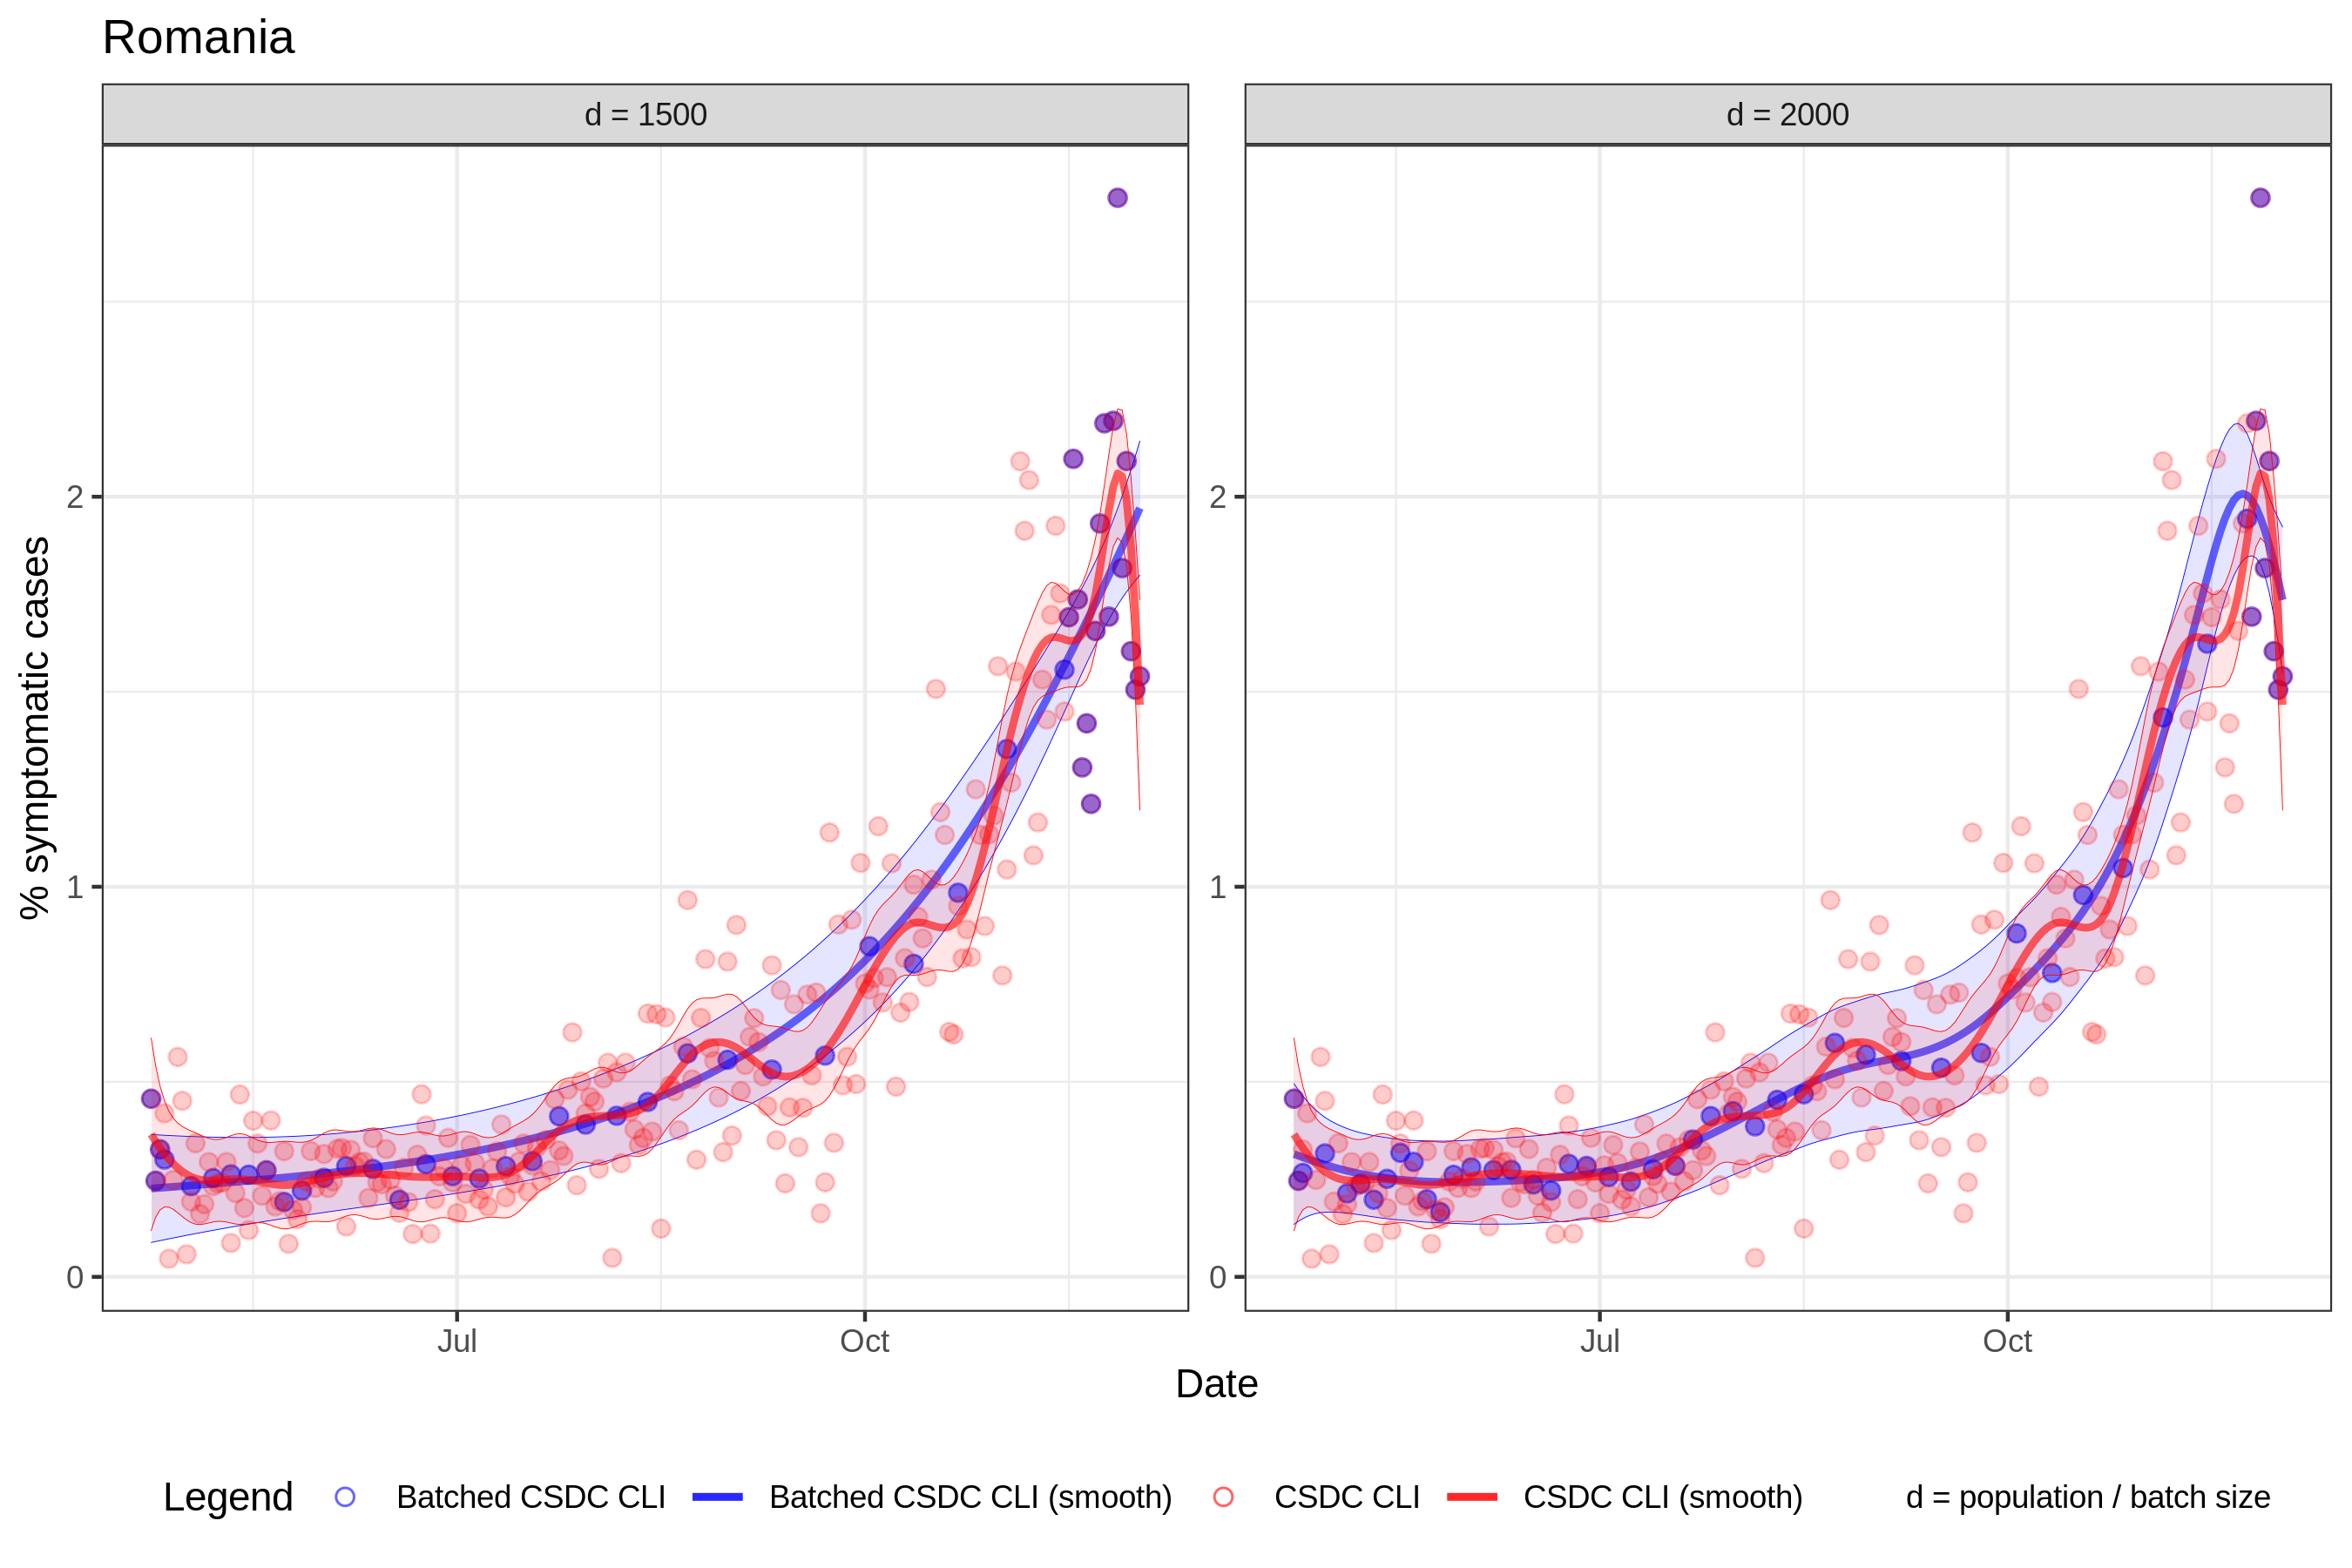 Romania
d = 1500
d = 2000
% symptomatic cases
2
1
0
2
1
0
Jul
Oct
Jul
Oct
Date
Legend
Batched CSDC CLI
Batched CSDC CLI (smooth)
CSDC CLI
CSDC CLI (smooth)
d = population / batch size